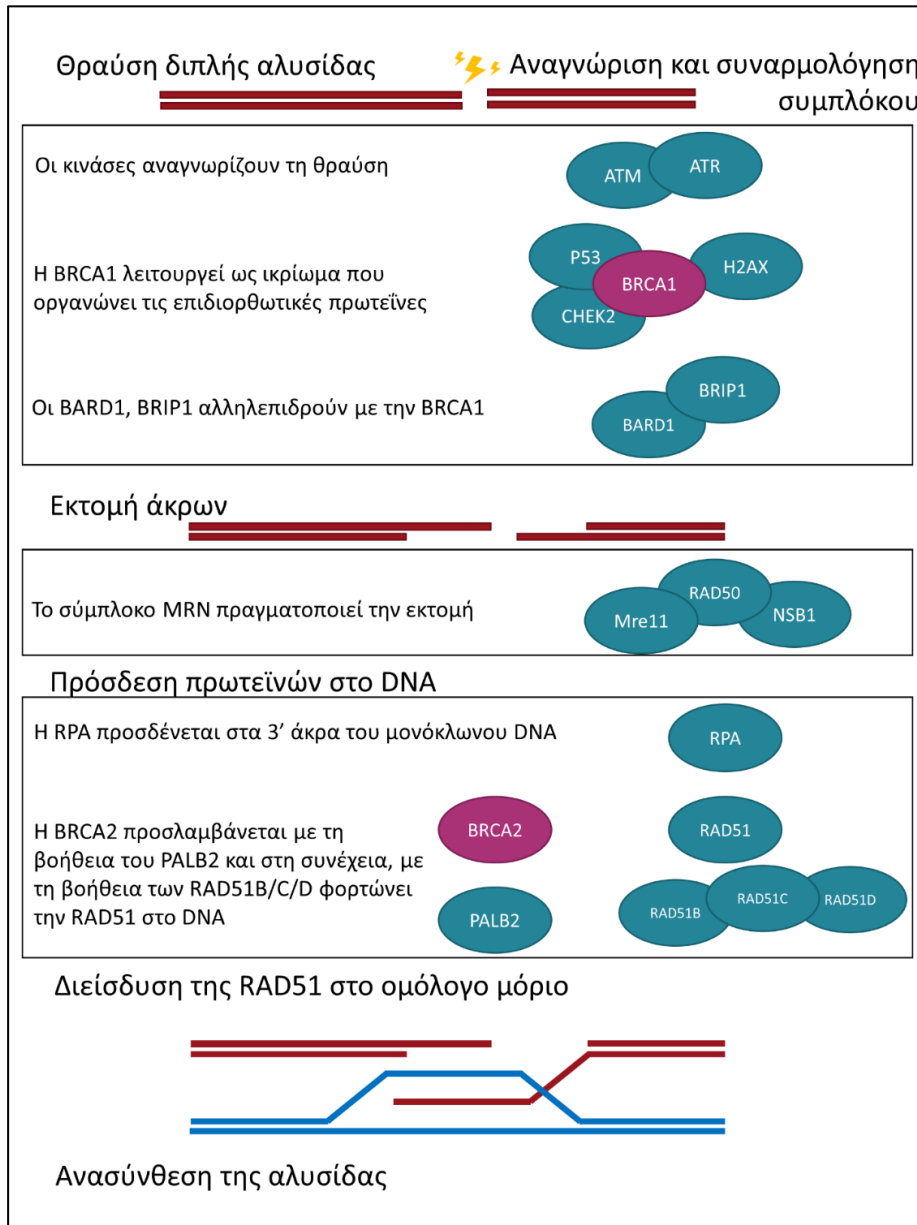 Θραύση διπλής αλυσίδας
Αναγνώριση και συναρμολόγηση
συμπλόκου
Οι κινάσες αναγνωρίζουν τη θραύση
ATM
ATR
Η BRCA1 λειτουργεί ως ικρίωμα που
οργανώνει τις επιδιορθωτικές πρωτεΐνες
P53
BRCA1
H2AX
CHEK2
Οι BARD1, BRIP1 αλληλεπιδρούν με την BRCA1
BRIP1
BARD1
Εκτομή άκρων
Το σύμπλοκο MRN πραγματοποιεί την εκτομή
RAD50
Mre11
NSB1
Πρόσδεση πρωτεϊνών στο DNA
Η RPA προσδένεται στα 3’ άκρα του μονόκλωνου DNA
RPA
Η BRCA2 προσλαμβάνεται με τη
βοήθεια του PALB2 και στη συνέχεια, με
τη βοήθεια των RAD51B/C/D φορτώνει
την RAD51 στο DNA
BRCA2
RAD51
PALB2
RAD51B
RAD51C
RAD51D
Διείσδυση της RAD51 στο ομόλογο μόριο
Ανασύνθεση της αλυσίδας